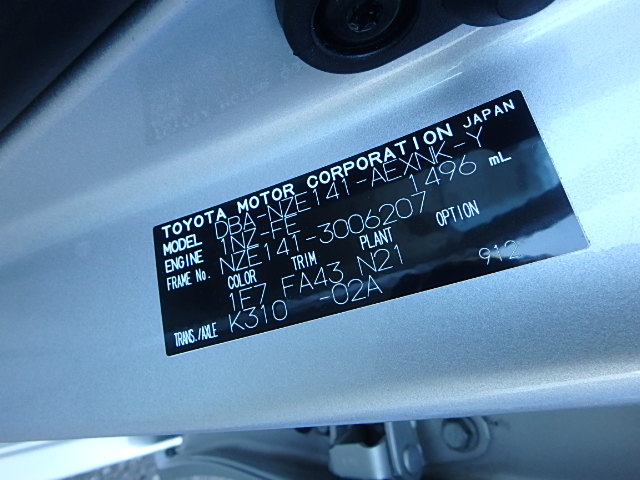 TOYOTA MOTOR CORPORATION JAPAN
MODEL DBA-NZE141-AEXNK-Y
ENGINE 1NZ-FE 1496 mL
FRAME No. NZE141-3006207
COLOR TRIM PLANT OPTION
1E7 FA43 N21
TRANS./AXLE K310 -02A 912